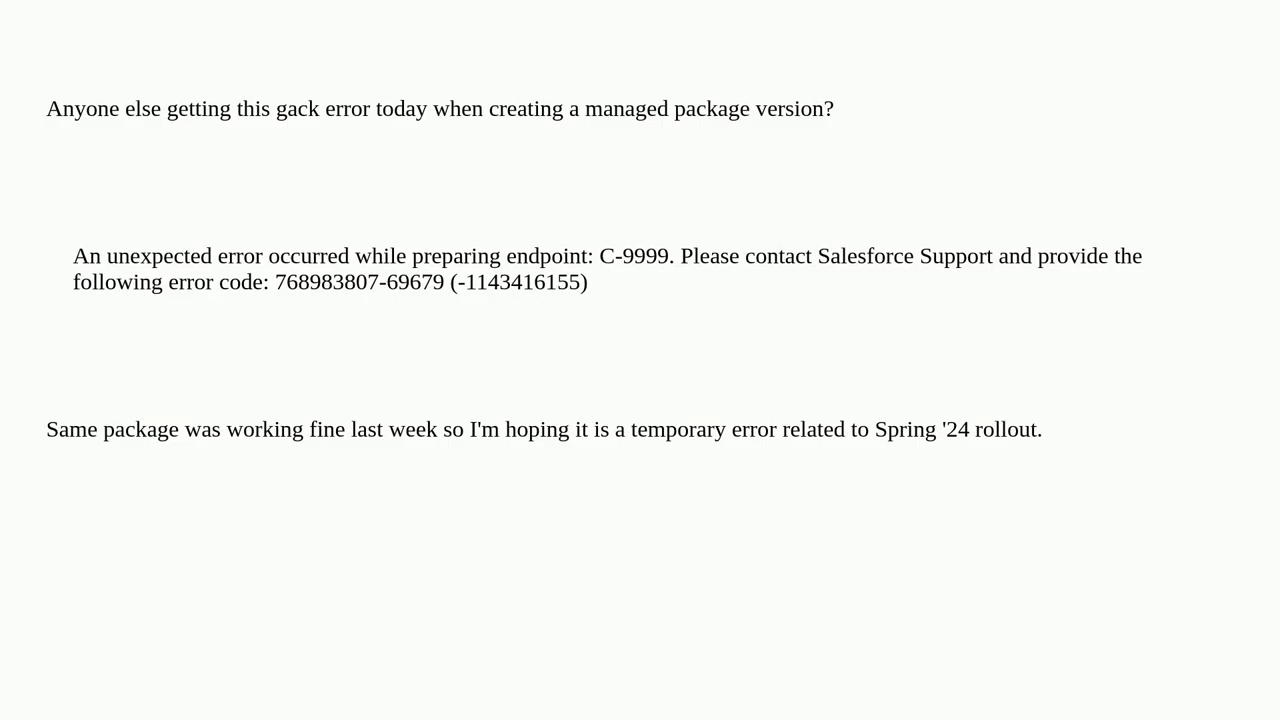 Anyone else getting this gack error today when creating a managed package version?
An unexpected error occurred while preparing endpoint: C-9999. Please contact Salesforce Support and provide the
following error code: 768983807-69679 (-1143416155)
Same package was working fine last week so I'm hoping it is a temporary error related to Spring '24 rollout.